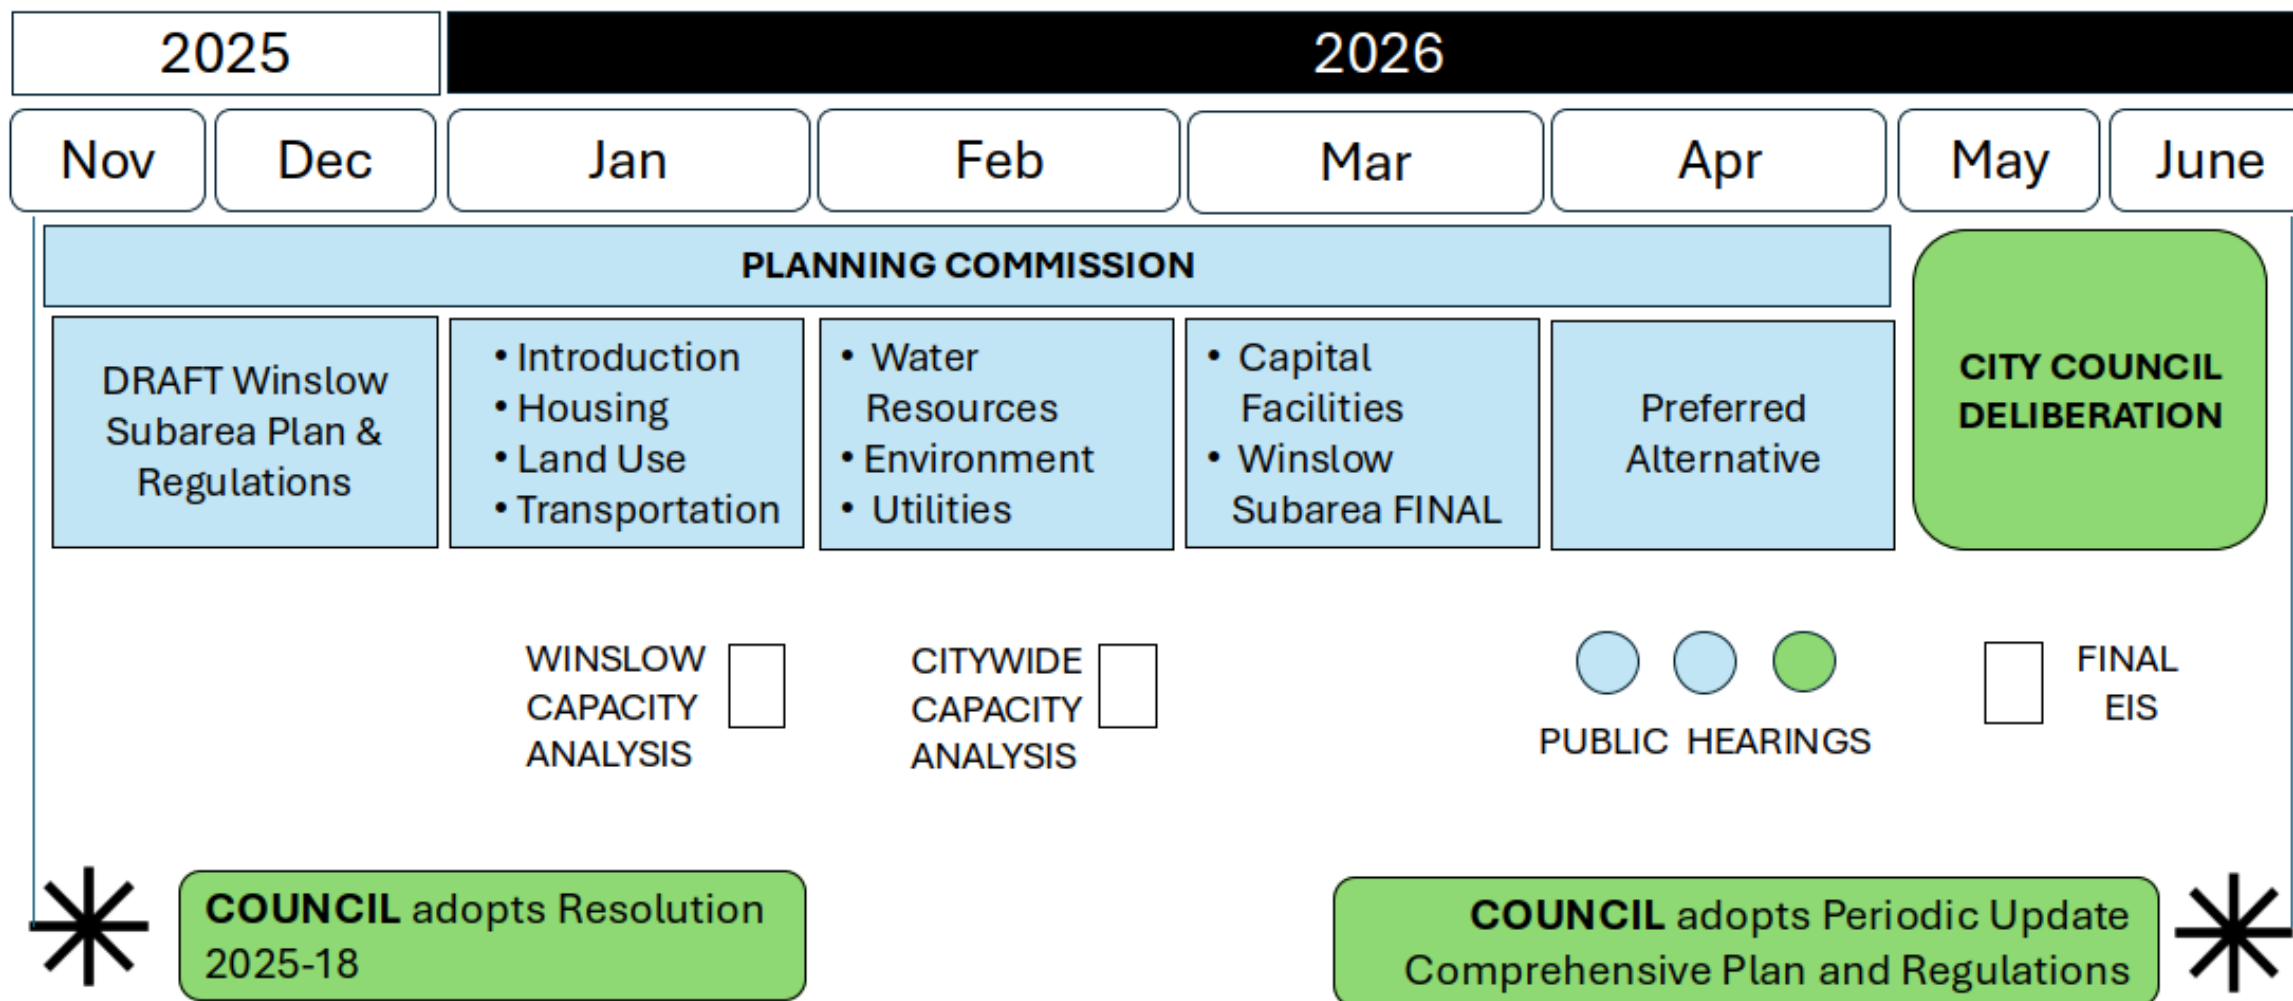 2025
2026
Nov
Dec
Jan
Feb
Mar
Apr
May
June
PLANNING COMMISSION
DRAFT Winslow
Subarea Plan &
Regulations
• Introduction
• Housing
• Land Use
• Transportation
• Water
Resources
• Environment
• Utilities
• Capital
Facilities
• Winslow
Subarea FINAL
Preferred
Alternative
CITY COUNCIL
DELIBERATION
WINSLOW
CAPACITY
ANALYSIS
CITYWIDE
CAPACITY
ANALYSIS
PUBLIC HEARINGS
FINAL
EIS
COUNCIL adopts Resolution
2025-18
COUNCIL adopts Periodic Update
Comprehensive Plan and Regulations